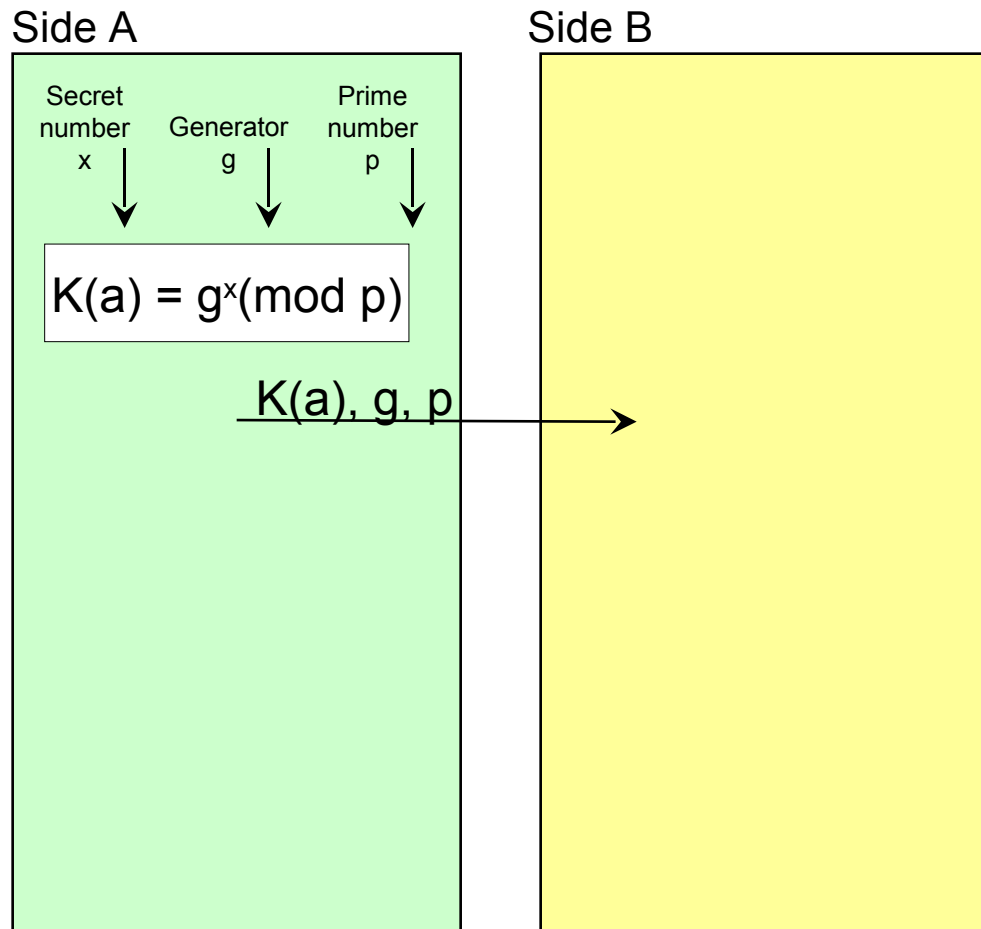 Side A
Side B
Secret
number
x
Generator
g
Prime
number
p
K(a) = gˣ(mod p)
K(a), g, p